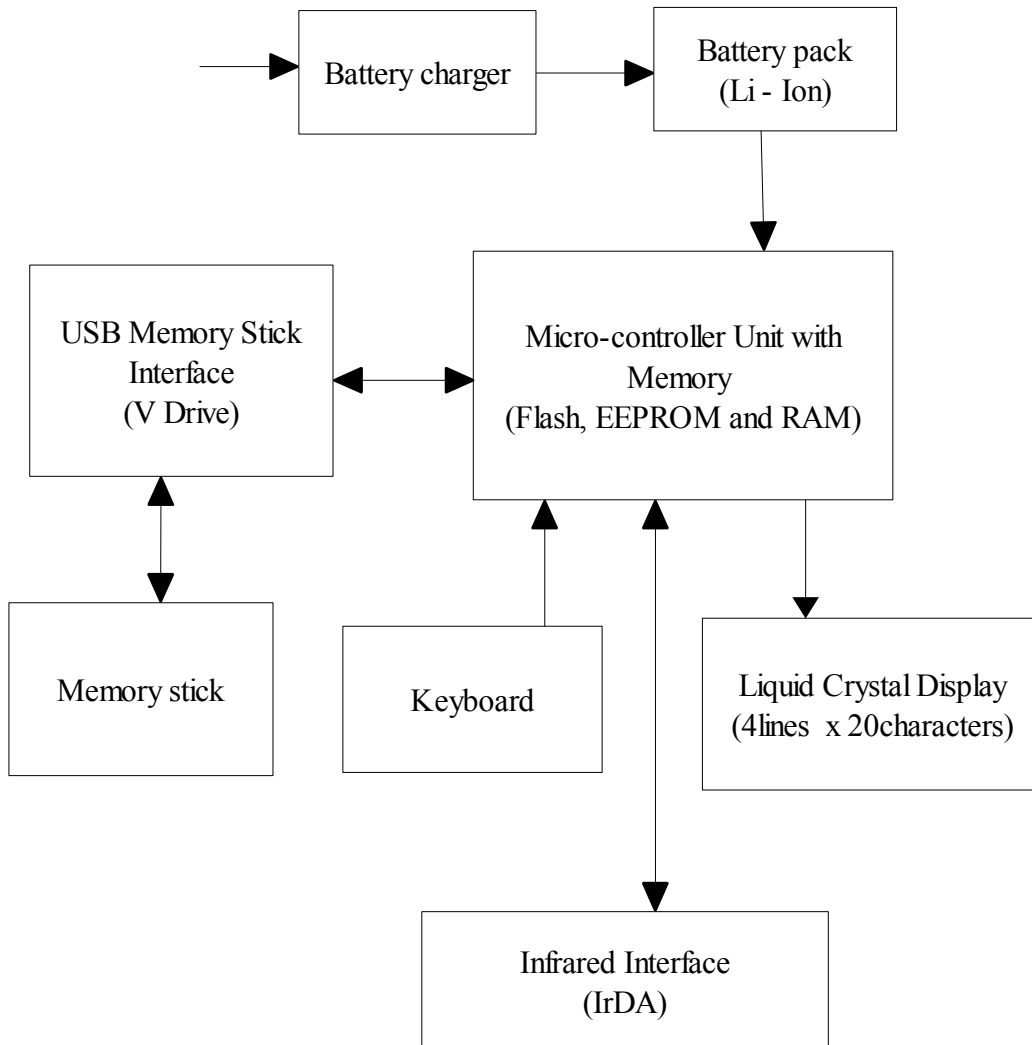 Battery charger
Battery pack
(Li - Ion)
USB Memory Stick
Interface
(V Drive)
Micro-controller Unit with
Memory
(Flash, EEPROM and RAM)
Memory stick
Keyboard
Liquid Crystal Display
(4lines x 20characters)
Infrared Interface
(IrDA)